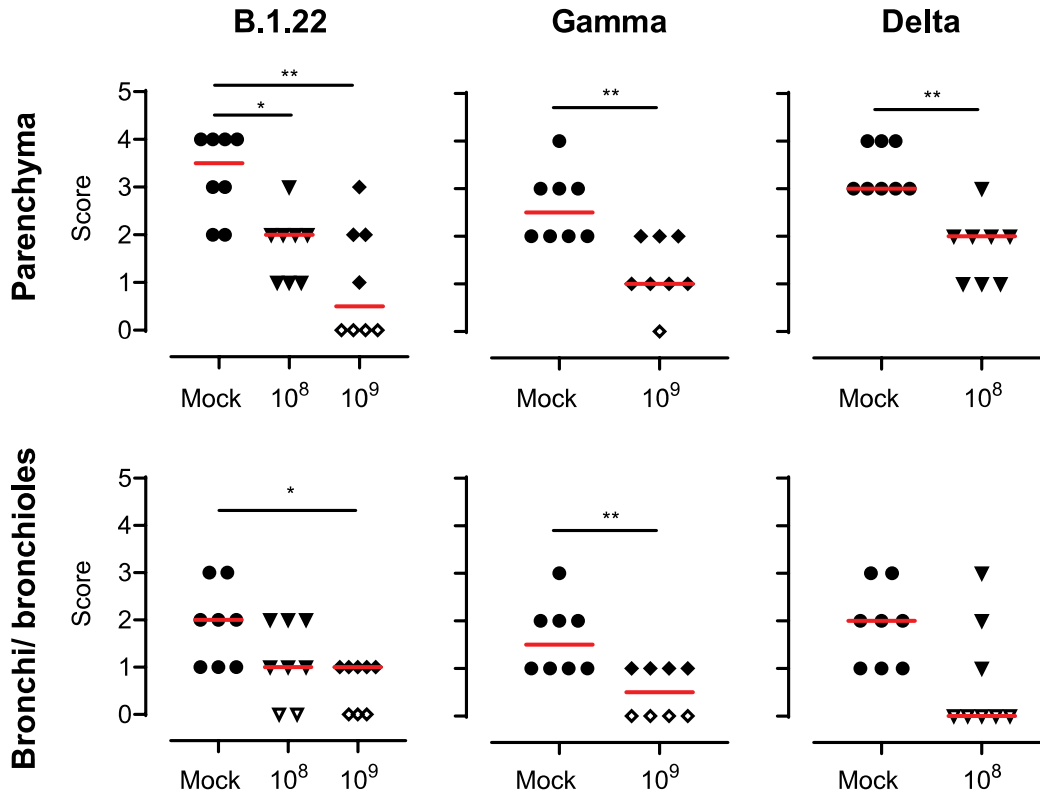 B.1.22 Gamma Delta
Parenchyma
Score
5
4
3
2
1
0
**
*
**
**
Mock 10⁸ 10⁹
Mock 10⁹
Mock 10⁸
Bronchi/ bronchioles
Score
5
4
3
2
1
0
*
**
Mock 10⁸ 10⁹
Mock 10⁹
Mock 10⁸